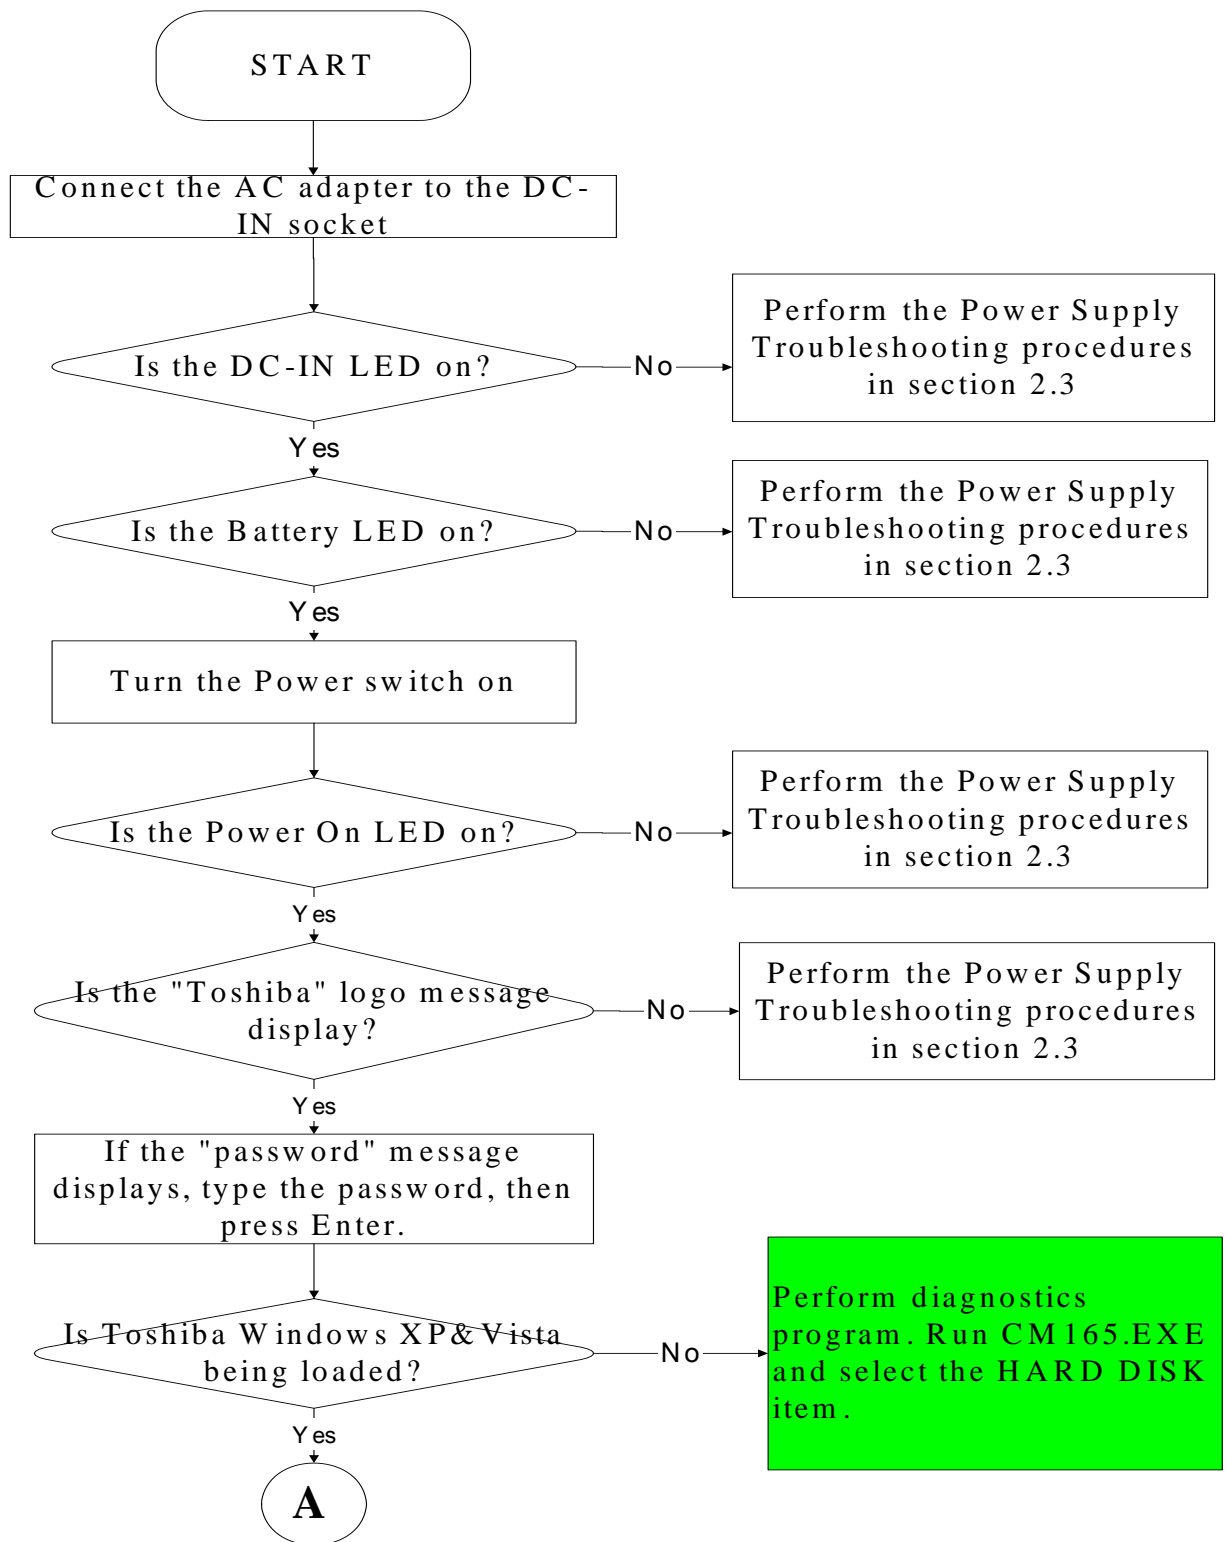 START
Connect the AC adapter to the DC-
IN socket
Is the DC-IN LED on?
No
Perform the Power Supply
Troubleshooting procedures
in section 2.3
Yes
Is the Battery LED on?
No
Perform the Power Supply
Troubleshooting procedures
in section 2.3
Yes
Turn the Power switch on
Is the Power On LED on?
No
Perform the Power Supply
Troubleshooting procedures
in section 2.3
Yes
Is the "Toshiba" logo message
display?
No
Perform the Power Supply
Troubleshooting procedures
in section 2.3
Yes
If the "password" message
displays, type the password, then
press Enter.
Is Toshiba Windows XP&Vista
being loaded?
No
Perform diagnostics
program. Run CM165.EXE
and select the HARD DISK
item.
Yes
A